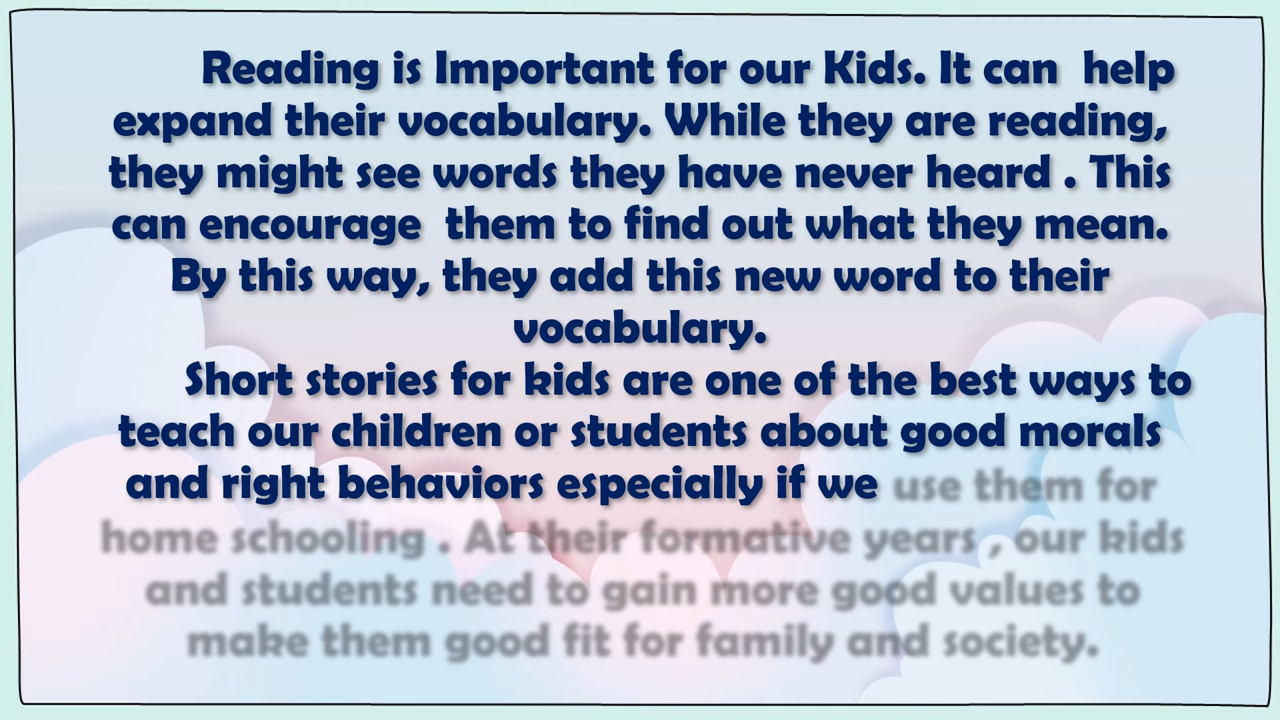 Reading is Important for our Kids. It can  help
expand their vocabulary. While they are reading,
they might see words they have never heard . This
can encourage  them to find out what they mean.
By this way, they add this new word to their
vocabulary.
Short stories for kids are one of the best ways to
teach our children or students about good morals
and right behaviors especially if we use them for
home schooling . At their formative years , our kids
and students need to gain more good values to
make them good fit for family and society.